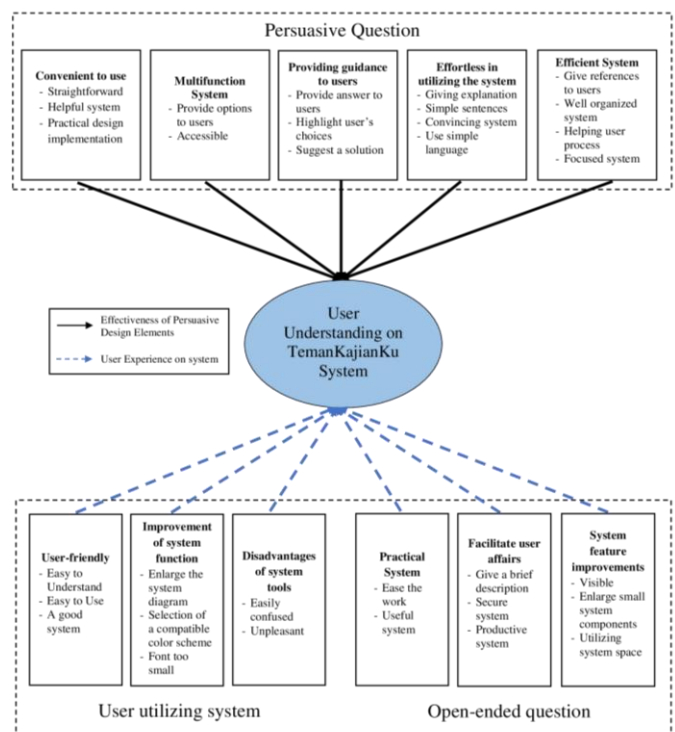 Persuasive Question
Convenient to use
- Straightforward
- Helpful system
- Practical design
implementation
Multifunction
System
- Provide options
to users
- Accessible
Providing guidance
to users
- Provide answer to
users
- Highlight user's
choices
- Suggest a solution
Effortless in
utilizing the system
- Giving explanation
- Simple sentences
- Convincing system
- Use simple
language
Efficient System
- Give references
to users
- Well organized
system
- Helping user
process
- Focused system
User
Understanding on
TemanKajianKu
System
Effectiveness of Persuasive
Design Elements
User Experience on system
User-friendly
- Easy to
Understand
- Easy to Use
- A good
system
Improvement
of system
function
- Enlarge the
system
diagram
- Selection of
a compatible
color scheme
- Font too
small
Disadvantages
of system
tools
- Easily
confused
- Unpleasant
Practical
System
- Ease the
work
- Useful
system
Facilitate user
affairs
- Give a brief
description
- Secure
system
- Productive
system
System
feature
improvements
- Visible
- Enlarge small
system
components
- Utilizing
system space
User utilizing system
Open-ended question